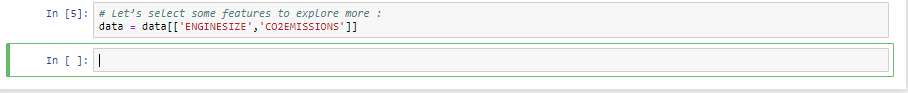 In [5]: # Let's select some features to explore more :
data = data[['ENGINESIZE','CO2EMISSIONS']]
In [ ]: